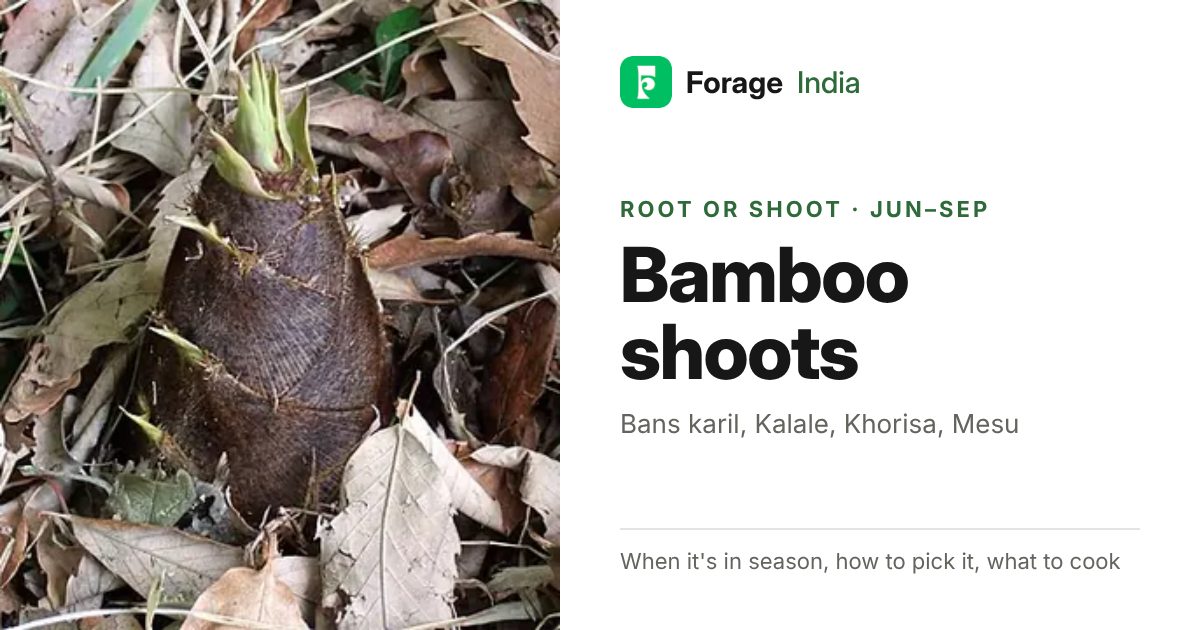 Forage India
ROOT OR SHOOT · JUN–SEP
Bamboo
shoots
Bans karil, Kalale, Khorisa, Mesu
When it's in season, how to pick it, what to cook